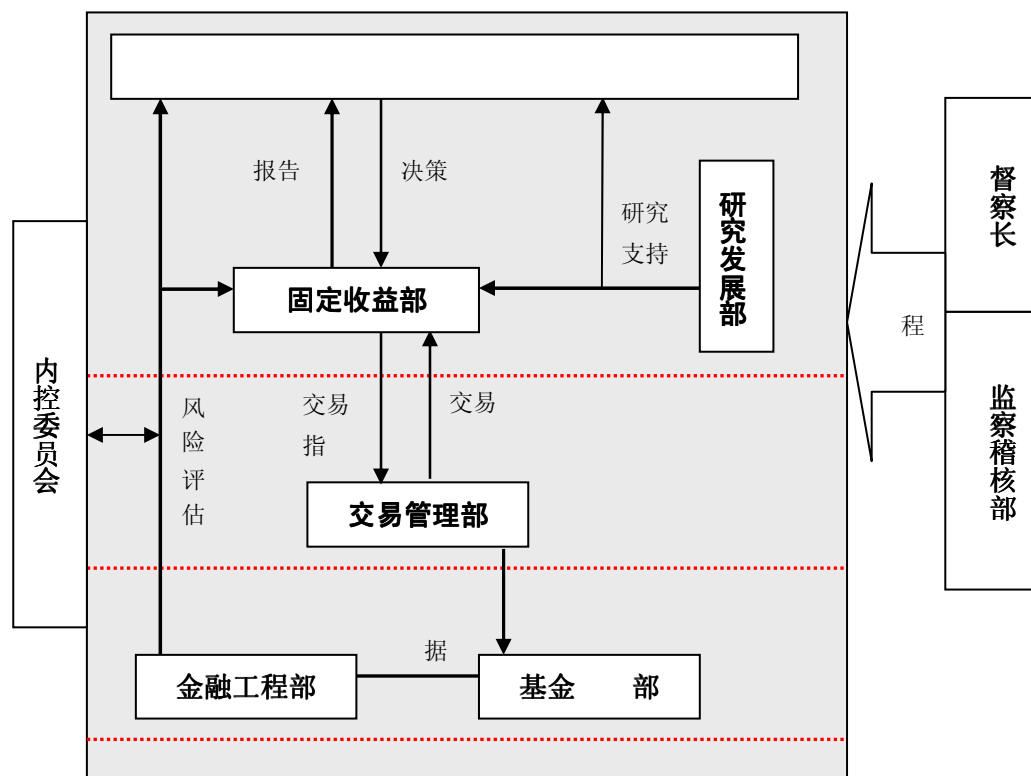 报告
决策
研究
支持
研究发展部
督察长
固定收益部
程
内控委员会
风险评估
交易
指
交易
监察稽核部
交易管理部
据
金融工程部
基金 部